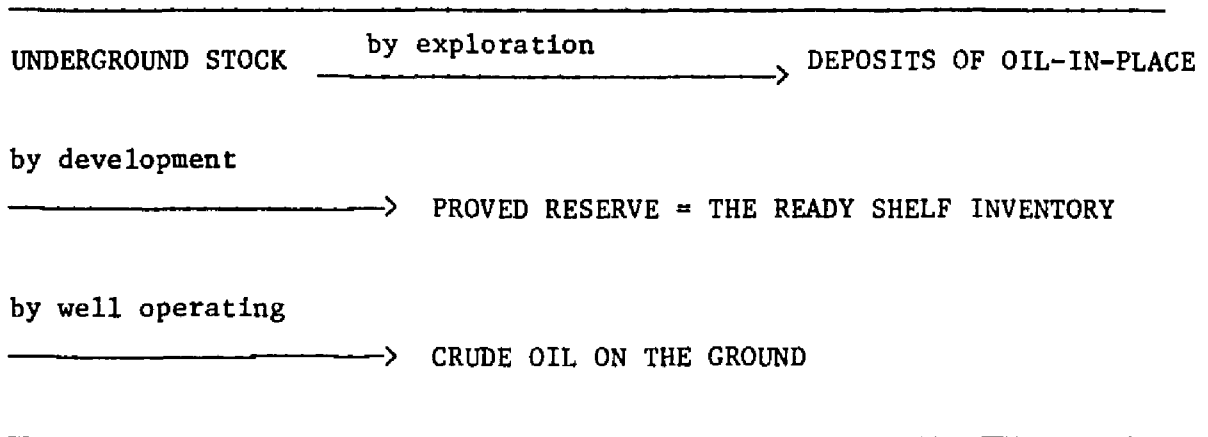 UNDERGROUND STOCK by exploration DEPOSITS OF OIL-IN-PLACE
by development
PROVED RESERVE = THE READY SHELF INVENTORY
by well operating
CRUDE OIL ON THE GROUND